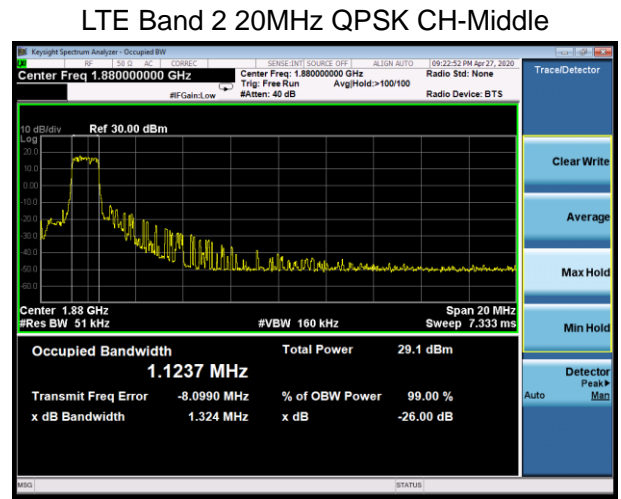 LTE Band 2 20MHz QPSK CH-Middle
Keysight Spectrum Analyzer - Occupied BW
RF 50 Ω AC CORREC SENSE:INT SOURCE OFF ALIGN AUTO 09:22:52 PM Apr 27, 2020
Center Freq 1.880000000 GHz Center Freq: 1.880000000 GHz Radio Std: None
Trig: Free Run Avg|Hold:>100/100
#IFGain:Low #Atten: 40 dB Radio Device: BTS
Trace/Detector
10 dB/div Ref 30.00 dBm
Log
20.0
10.0
0.00
-10.0
-20.0
-30.0
-40.0
-50.0
-60.0
Center 1.88 GHz Span 20 MHz
#Res BW 51 kHz #VBW 160 kHz Sweep 7.333 ms
Occupied Bandwidth Total Power 29.1 dBm
1.1237 MHz
Transmit Freq Error -8.0990 MHz % of OBW Power 99.00 %
x dB Bandwidth 1.324 MHz x dB -26.00 dB
Clear Write
Average
Max Hold
Min Hold
Detector
Peak▶
Auto Man
MSG STATUS